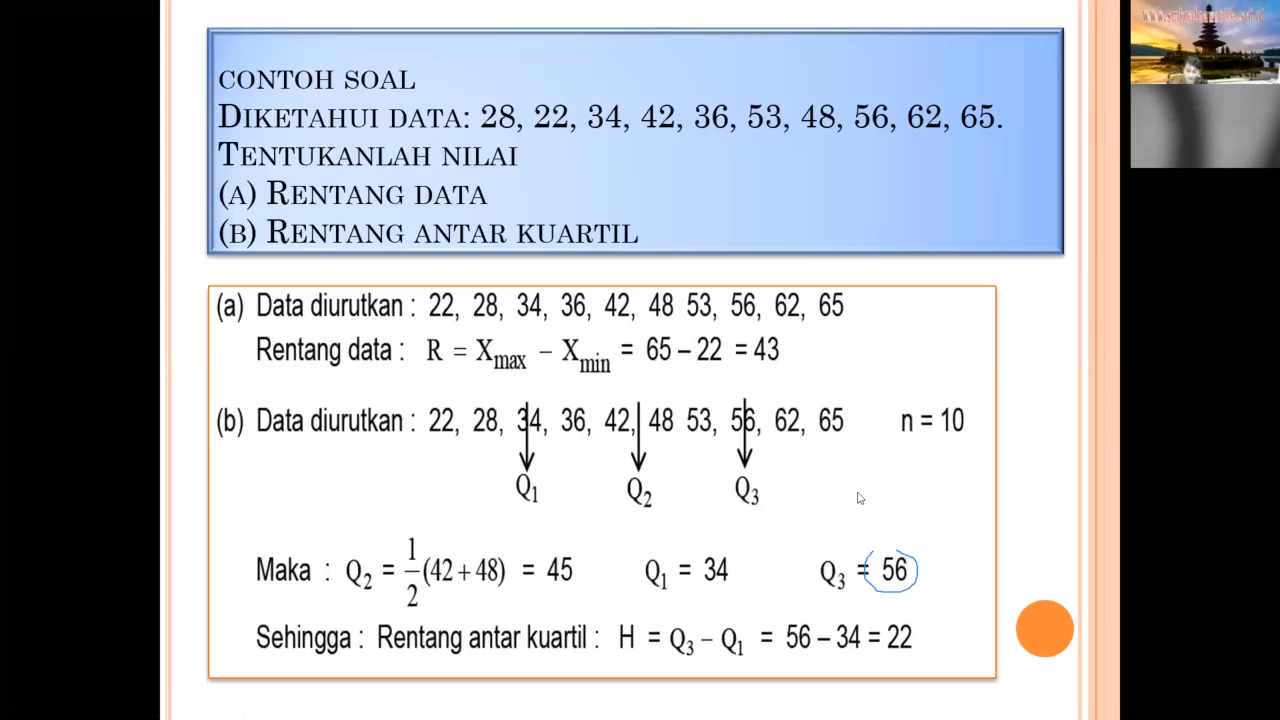 CONTOH SOAL
DIKETAHUI DATA: 28, 22, 34, 42, 36, 53, 48, 56, 62, 65.
TENTUKANLAH NILAI
(A) RENTANG DATA
(B) RENTANG ANTAR KUARTIL
(a) Data diurutkan : 22, 28, 34, 36, 42, 48 53, 56, 62, 65
Rentang data : R = Xmax − Xmin = 65 – 22 = 43
(b) Data diurutkan : 22, 28, 34, 36, 42, 48 53, 56, 62, 65 n = 10
Q1 Q2 Q3
Maka : Q2 = 1/2 (42 + 48) = 45 Q1 = 34 Q3 = 56
Sehingga : Rentang antar kuartil : H = Q3 − Q1 = 56 – 34 = 22